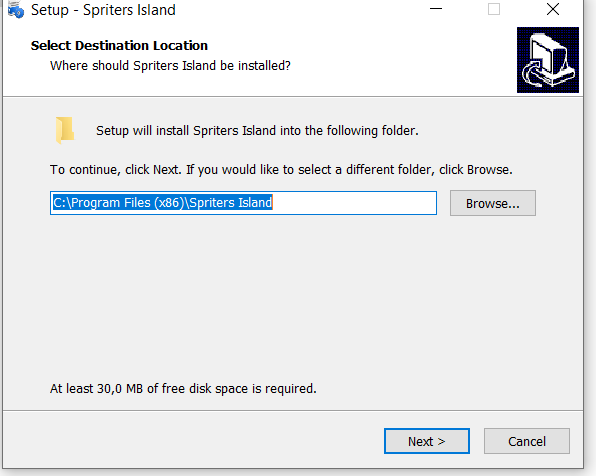 Setup - Spriters Island
Select Destination Location
Where should Spriters Island be installed?
Setup will install Spriters Island into the following folder.
To continue, click Next. If you would like to select a different folder, click Browse.
C:\Program Files (x86)\Spriters Island
Browse...
At least 30,0 MB of free disk space is required.
Next >
Cancel